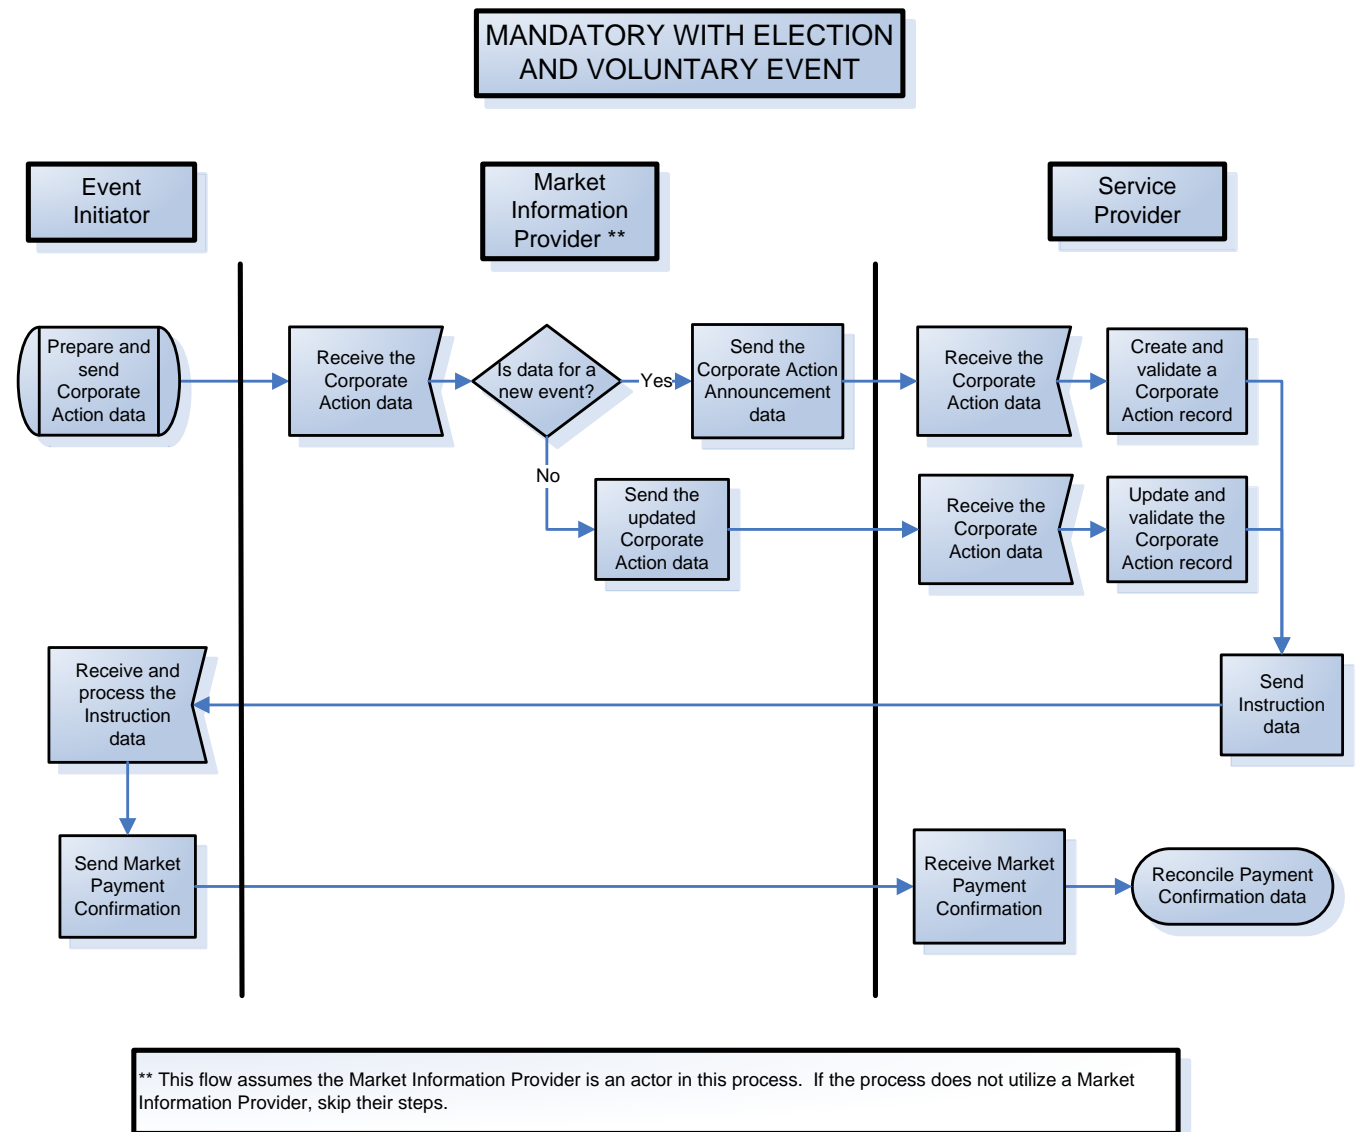 MANDATORY WITH ELECTION
AND VOLUNTARY EVENT
Event
Initiator
Market
Information
Provider **
Service
Provider
Prepare and
send
Corporate
Action data
Receive the
Corporate
Action data
Is data for a
new event?
Yes
Send the
Corporate Action
Announcement
data
Receive the
Corporate
Action data
Create and
validate a
Corporate
Action record
No
Send the
updated
Corporate
Action data
Receive the
Corporate
Action data
Update and
validate the
Corporate
Action record
Receive and
process the
Instruction
data
Send
Instruction
data
Send Market
Payment
Confirmation
Receive Market
Payment
Confirmation
Reconcile Payment
Confirmation data
** This flow assumes the Market Information Provider is an actor in this process.  If the process does not utilize a Market
Information Provider, skip their steps.